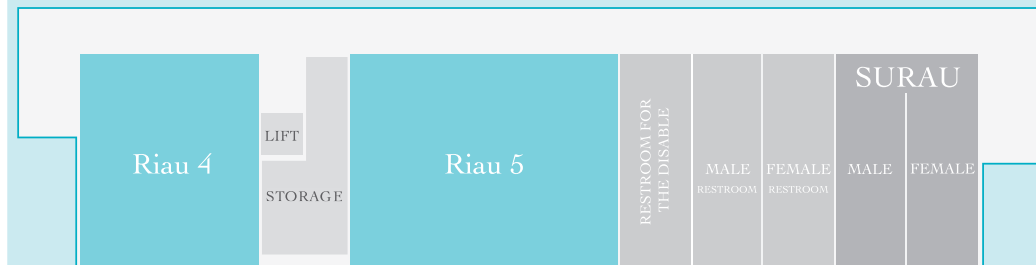 Riau 4
LIFT
STORAGE
Riau 5
RESTROOM FOR
THE DISABLE
MALE
RESTROOM
FEMALE
RESTROOM
SURAU
MALE
FEMALE